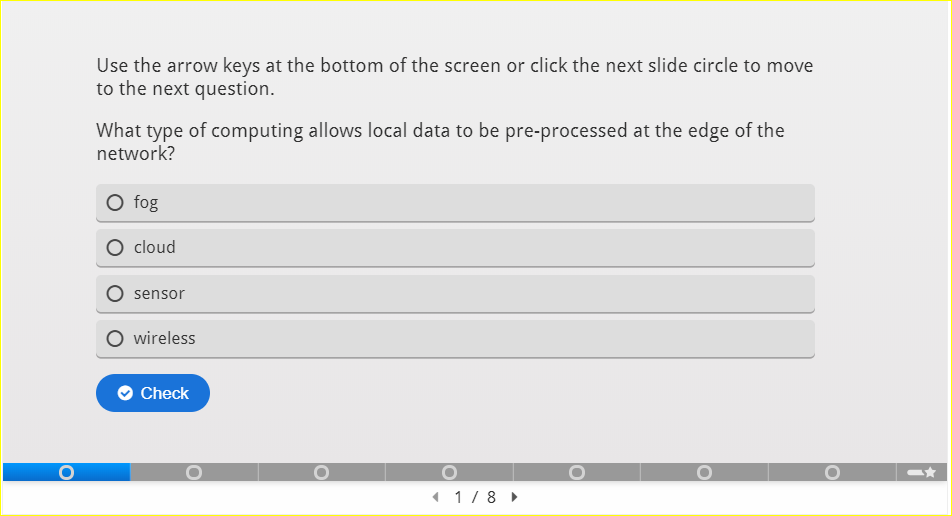 Use the arrow keys at the bottom of the screen or click the next slide circle to move
to the next question.
What type of computing allows local data to be pre-processed at the edge of the
network?
fog
cloud
sensor
wireless
Check
1 / 8